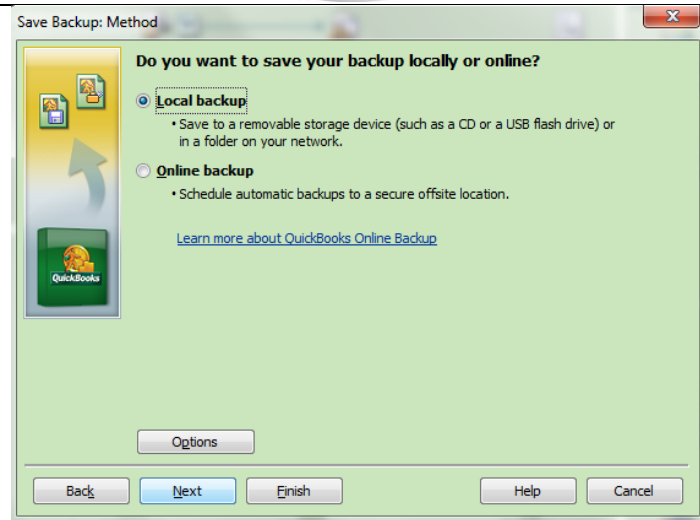 Save Backup: Method
Do you want to save your backup locally or online?
Local backup
• Save to a removable storage device (such as a CD or a USB flash drive) or
in a folder on your network.
Online backup
• Schedule automatic backups to a secure offsite location.
Learn more about QuickBooks Online Backup
QuickBooks
Options
Back Next Finish Help Cancel